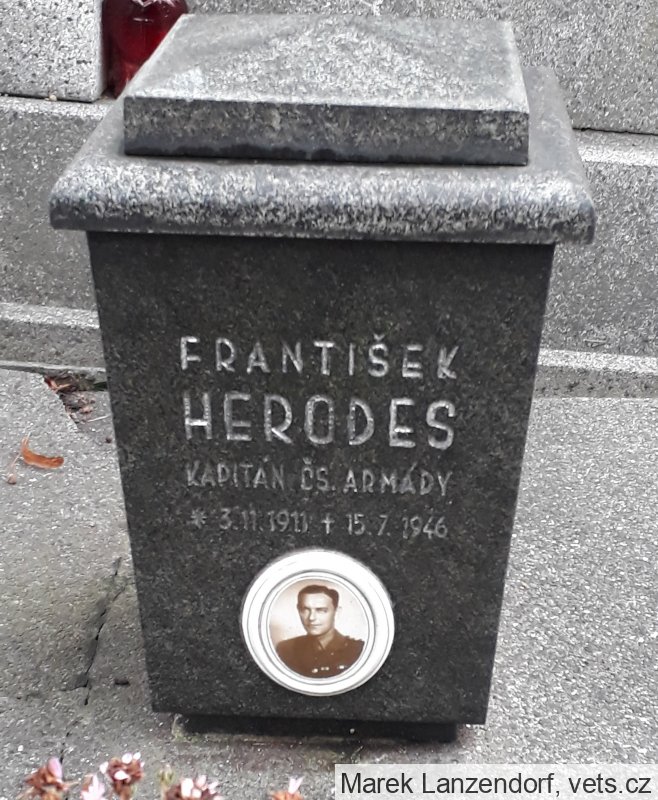 FRANTIŠEK
HERODES
KAPITÁN ČS. ARMÁDY
* 3.11.1911 ✝ 15.7.1946
Marek Lanzendorf, vets.cz